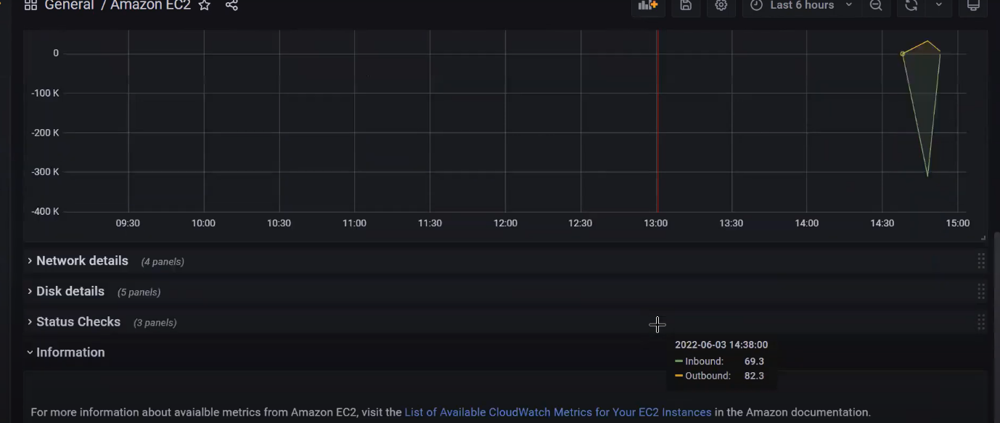 General / Amazon EC2
Last 6 hours
0
-100 K
-200 K
-300 K
-400 K
09:30 10:00 10:30 11:00 11:30 12:00 12:30 13:00 13:30 14:00 14:30 15:00
Network details (4 panels)
Disk details (5 panels)
Status Checks (3 panels)
Information
2022-06-03 14:38:00
Inbound: 69.3
Outbound: 82.3
For more information about avaialble metrics from Amazon EC2, visit the List of Available CloudWatch Metrics for Your EC2 Instances in the Amazon documentation.